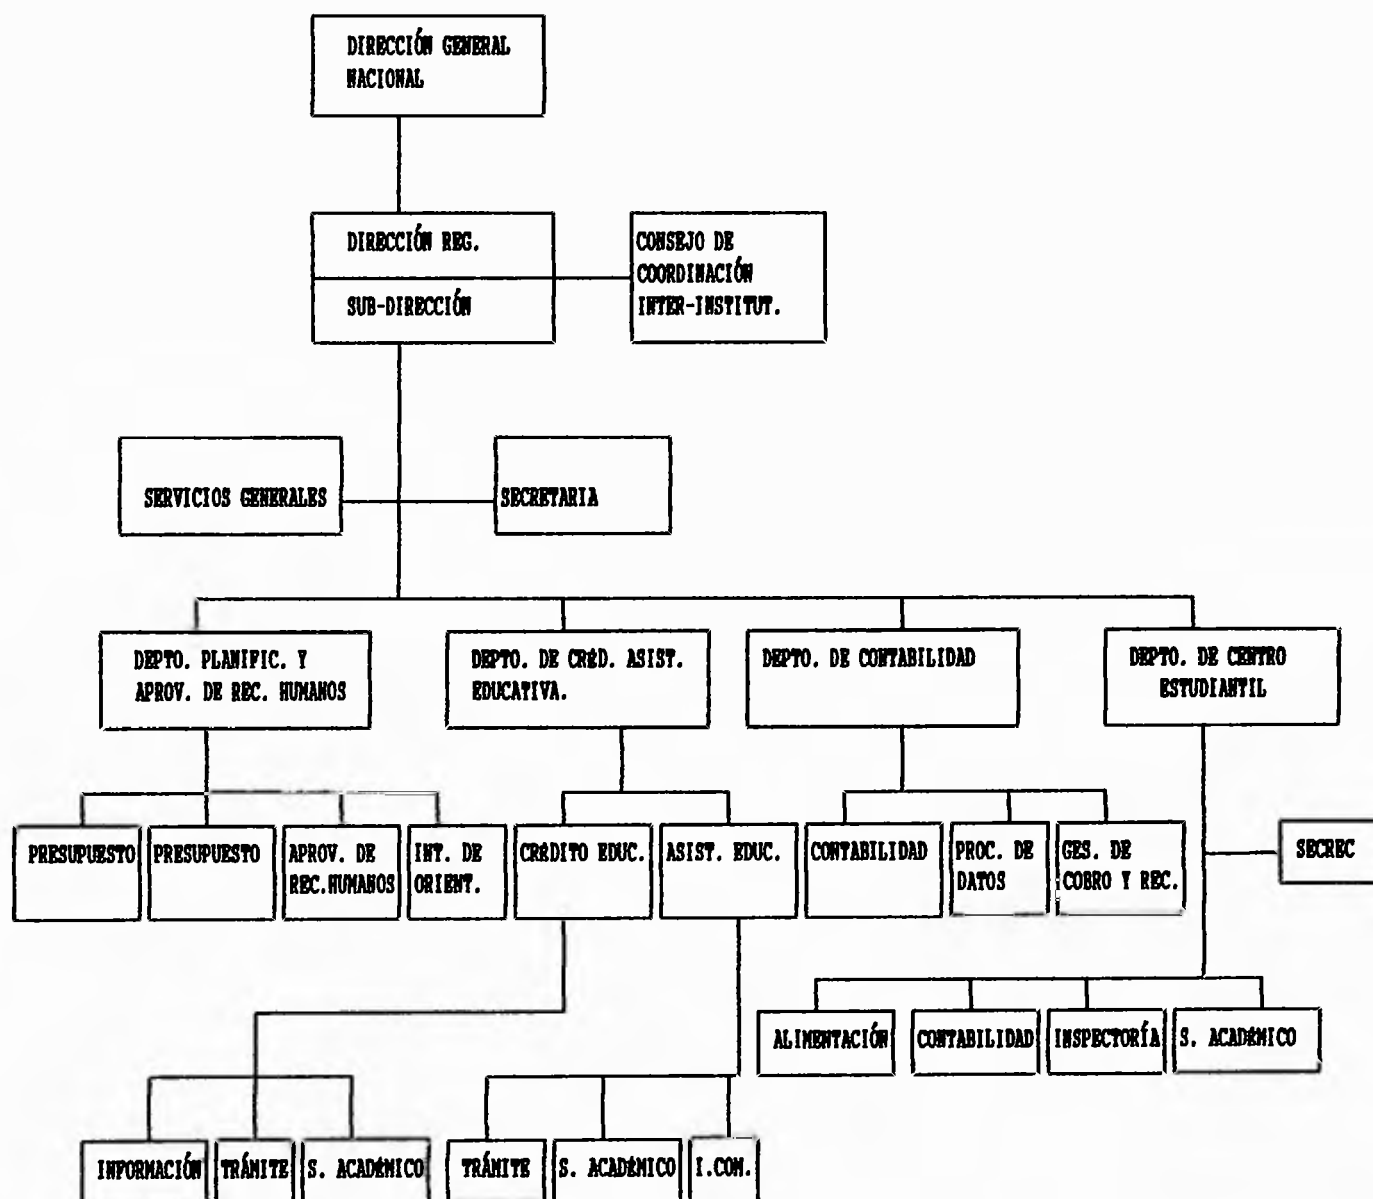 DIRECCIÓN GENERAL
NACIONAL
DIRECCIÓN REG.
SUB-DIRECCIÓN
CONSEJO DE
COORDINACIÓN
INTER-INSTITUT.
SERVICIOS GENERALES
SECRETARIA
DEPTO. PLANIFIC. Y
APROV. DE REC. HUMANOS
DEPTO. DE CRÉD. ASIST.
EDUCATIVA.
DEPTO. DE CONTABILIDAD
DEPTO. DE CENTRO
ESTUDIANTIL
PRESUPUESTO
PRESUPUESTO
APROV. DE
REC.HUMANOS
INT. DE
ORIENT.
CRÉDITO EDUC.
ASIST. EDUC.
CONTABILIDAD
PROC. DE
DATOS
GES. DE
COBRO Y REC.
SECREC
ALIMENTACIÓN
CONTABILIDAD
INSPECTORÍA
S. ACADÉMICO
INFORMACIÓN
TRÁMITE
S. ACADÉMICO
TRÁMITE
S. ACADÉMICO
I.COM.